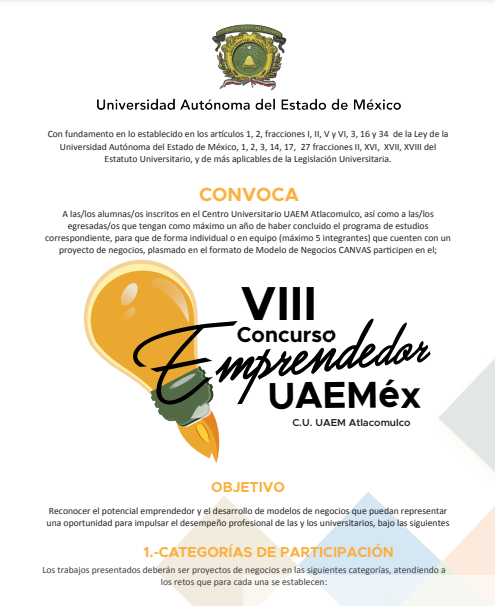 Universidad Autónoma del Estado de México
Con fundamento en lo establecido en los artículos 1, 2, fracciones I, II, V y VI, 3, 16 y 34 de la Ley de la
Universidad Autónoma del Estado de México, 1, 2, 3, 14, 17, 27 fracciones II, XVI, XVII, XVIII del
Estatuto Universitario, y de más aplicables de la Legislación Universitaria.
CONVOCA
A las/los alumnas/os inscritos en el Centro Universitario UAEM Atlacomulco, así como a las/los
egresadas/os que tengan como máximo un año de haber concluido el programa de estudios
correspondiente, para que de forma individual o en equipo (máximo 5 integrantes) que cuenten con un
proyecto de negocios, plasmado en el formato de Modelo de Negocios CANVAS participen en el;
VIII
Concurso
Emprendedor
UAEMéx
C.U. UAEM Atlacomulco
OBJETIVO
Reconocer el potencial emprendedor y el desarrollo de modelos de negocios que puedan representar
una oportunidad para impulsar el desempeño profesional de las y los universitarios, bajo las siguientes
1.-CATEGORÍAS DE PARTICIPACIÓN
Los trabajos presentados deberán ser proyectos de negocios en las siguientes categorías, atendiendo a
los retos que para cada una se establecen: